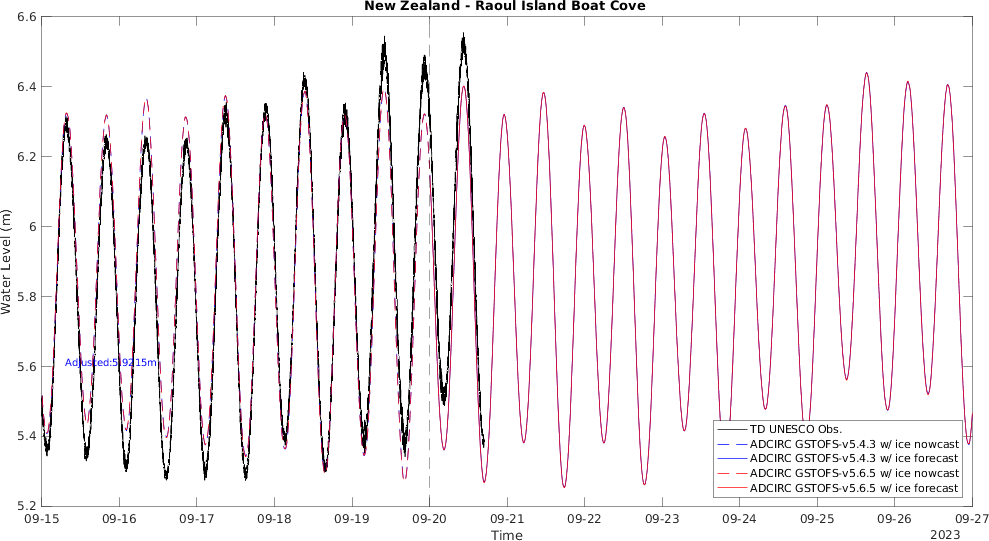 New Zealand - Raoul Island Boat Cove
6.6
6.4
6.2
6
5.8
5.6
5.4
5.2
Water Level (m)
Adjusted:5.9215m
TD UNESCO Obs.
ADCIRC GSTOFS-v5.4.3 w/ ice nowcast
ADCIRC GSTOFS-v5.4.3 w/ ice forecast
ADCIRC GSTOFS-v5.6.5 w/ ice nowcast
ADCIRC GSTOFS-v5.6.5 w/ ice forecast
09-15 09-16 09-17 09-18 09-19 09-20 09-21 09-22 09-23 09-24 09-25 09-26 09-27
Time
2023